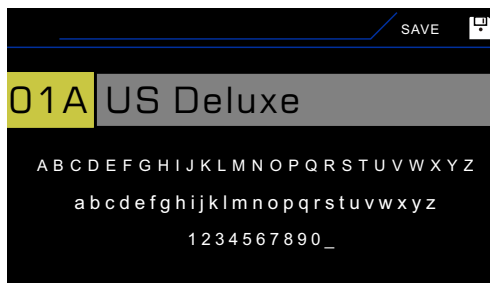 SAVE
01A US Deluxe
A B C D E F G H I J K L M N O P Q R S T U V W X Y Z
a b c d e f g h i j k l m n o p q r s t u v w x y z
1 2 3 4 5 6 7 8 9 0 _